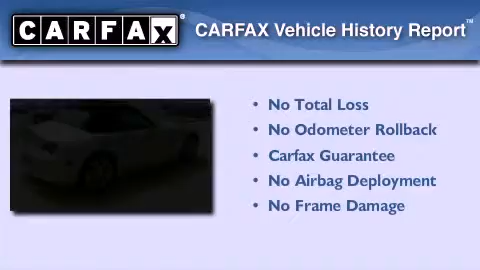 CARFAX®
CARFAX Vehicle History Report™
• No Total Loss
• No Odometer Rollback
• Carfax Guarantee
• No Airbag Deployment
• No Frame Damage